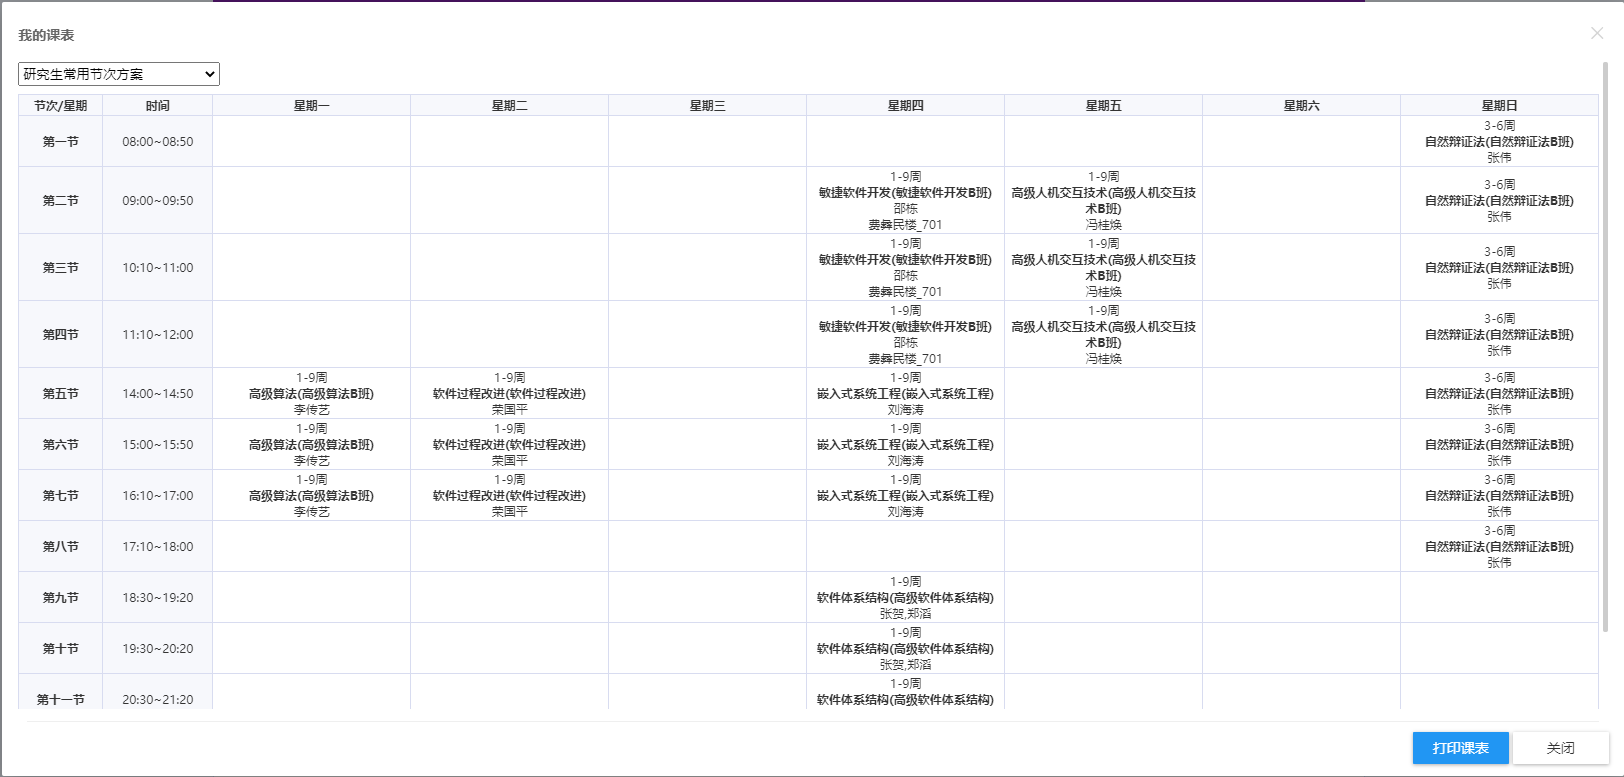 我的课表
研究生常用节次方案
节次/星期 时间 星期一 星期二 星期三 星期四 星期五 星期六 星期日
第一节 08:00~08:50
3-6周
自然辩证法(自然辩证法B班)
张伟
第二节 09:00~09:50
1-9周
敏捷软件开发(敏捷软件开发B班)
邵栋
费彝民楼_701
1-9周
高级人机交互技术(高级人机交互技
术B班)
冯桂焕
3-6周
自然辩证法(自然辩证法B班)
张伟
第三节 10:10~11:00
1-9周
敏捷软件开发(敏捷软件开发B班)
邵栋
费彝民楼_701
1-9周
高级人机交互技术(高级人机交互技
术B班)
冯桂焕
3-6周
自然辩证法(自然辩证法B班)
张伟
第四节 11:10~12:00
1-9周
敏捷软件开发(敏捷软件开发B班)
邵栋
费彝民楼_701
1-9周
高级人机交互技术(高级人机交互技
术B班)
冯桂焕
3-6周
自然辩证法(自然辩证法B班)
张伟
第五节 14:00~14:50
1-9周
高级算法(高级算法B班)
李传艺
1-9周
软件过程改进(软件过程改进)
荣国平
1-9周
嵌入式系统工程(嵌入式系统工程)
刘海涛
3-6周
自然辩证法(自然辩证法B班)
张伟
第六节 15:00~15:50
1-9周
高级算法(高级算法B班)
李传艺
1-9周
软件过程改进(软件过程改进)
荣国平
1-9周
嵌入式系统工程(嵌入式系统工程)
刘海涛
3-6周
自然辩证法(自然辩证法B班)
张伟
第七节 16:10~17:00
1-9周
高级算法(高级算法B班)
李传艺
1-9周
软件过程改进(软件过程改进)
荣国平
1-9周
嵌入式系统工程(嵌入式系统工程)
刘海涛
3-6周
自然辩证法(自然辩证法B班)
张伟
第八节 17:10~18:00
3-6周
自然辩证法(自然辩证法B班)
张伟
第九节 18:30~19:20
1-9周
软件体系结构(高级软件体系结构)
张贺,郑滔
第十节 19:30~20:20
1-9周
软件体系结构(高级软件体系结构)
张贺,郑滔
第十一节 20:30~21:20
1-9周
软件体系结构(高级软件体系结构)
打印课表 关闭